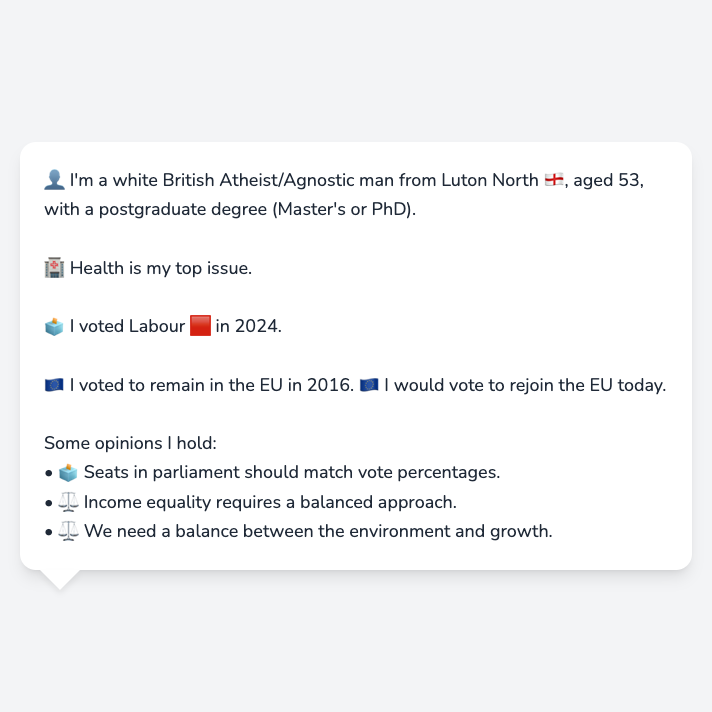 👤 I'm a white British Atheist/Agnostic man from Luton North 🏴󠁧󠁢󠁥󠁮󠁧󠁿, aged 53,
with a postgraduate degree (Master's or PhD).
🏥 Health is my top issue.
🗳️ I voted Labour 🟥 in 2024.
🇪🇺 I voted to remain in the EU in 2016. 🇪🇺 I would vote to rejoin the EU today.
Some opinions I hold:
• 🗳️ Seats in parliament should match vote percentages.
• ⚖️ Income equality requires a balanced approach.
• ⚖️ We need a balance between the environment and growth.